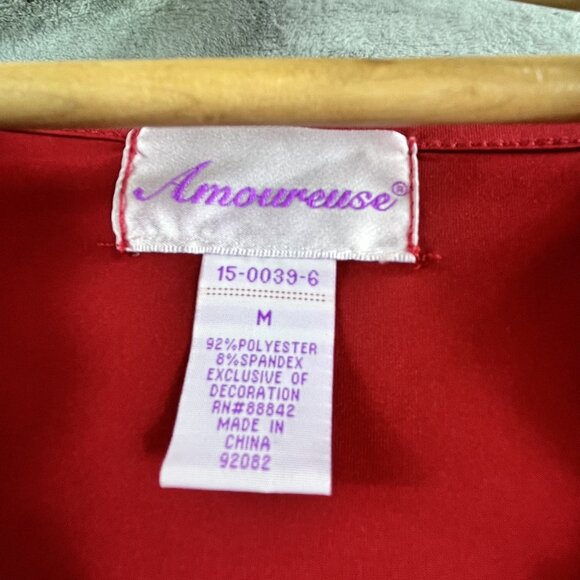 Amoureuse®
15-0039-6
M
92%POLYESTER
8%SPANDEX
EXCLUSIVE OF
DECORATION
RN#88842
MADE IN
CHINA
92082